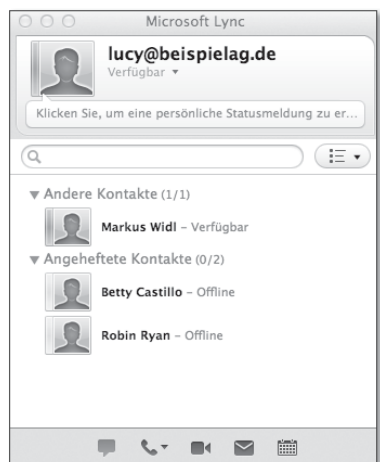 Microsoft Lync
lucy@beispielag.de
Verfügbar
Klicken Sie, um eine persönliche Statusmeldung zu er...
Andere Kontakte (1/1)
Markus Widl – Verfügbar
Angeheftete Kontakte (0/2)
Betty Castillo – Offline
Robin Ryan – Offline